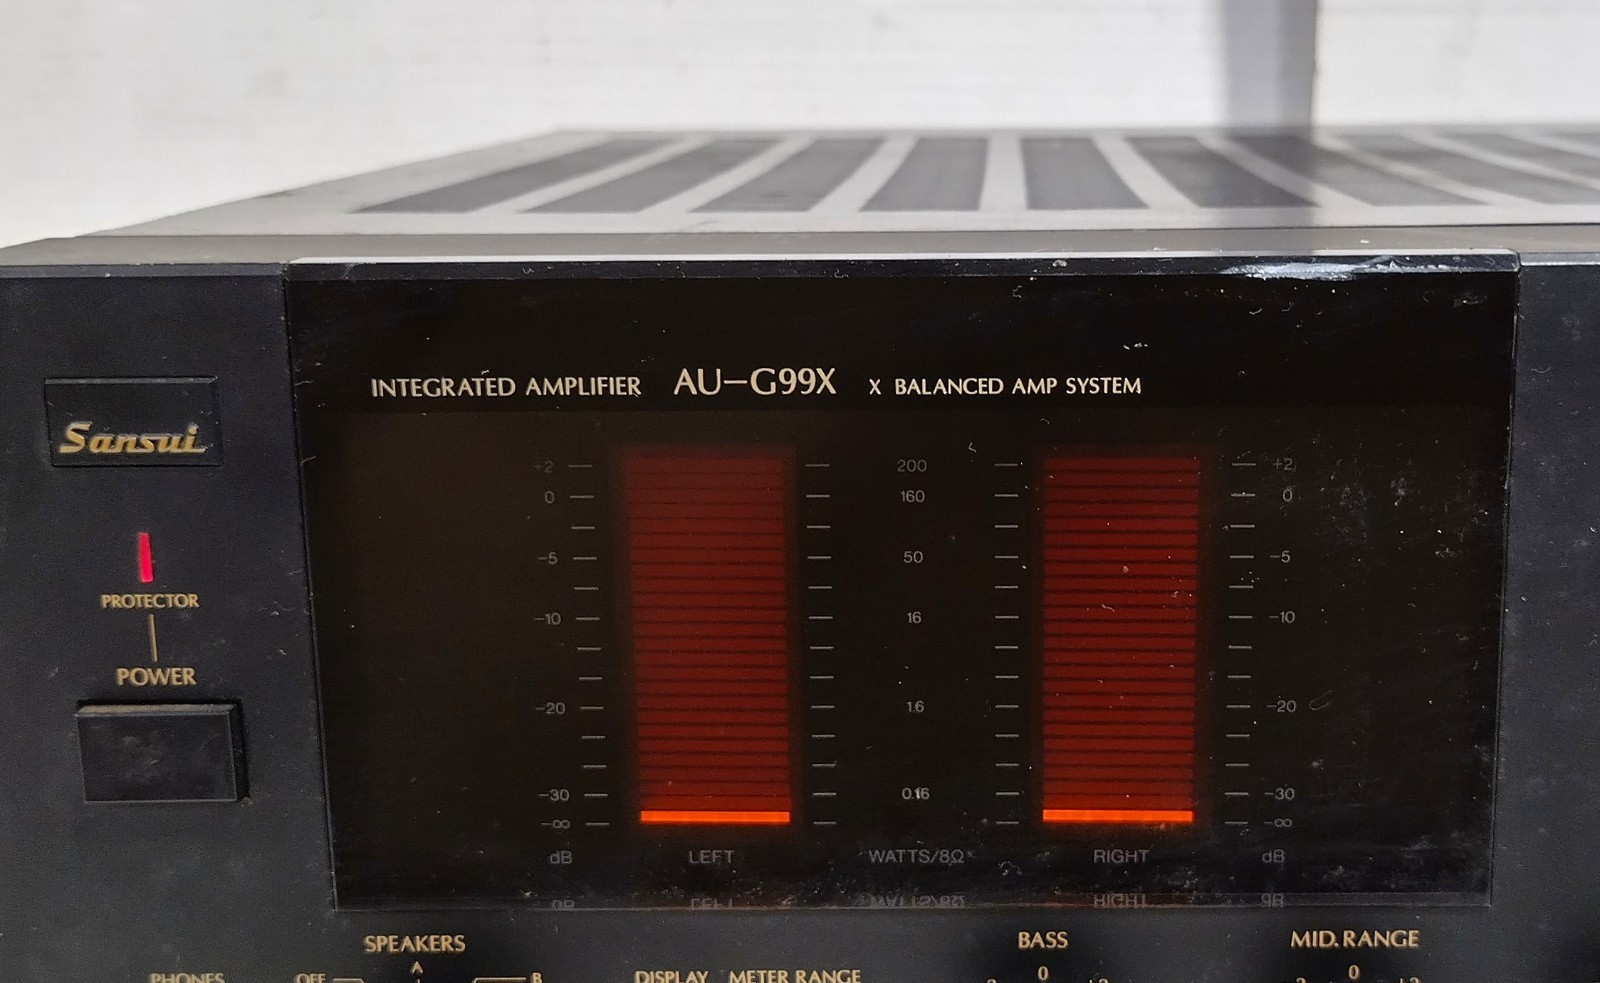 INTEGRATED AMPLIFIER AU-G99X X BALANCED AMP SYSTEM
Sansui
+2 200 +2
0 160 0
-5 50 -5
PROTECTOR
-10 16 -10
POWER
-20 1.6 -20
-30 0.16 -30
-∞ -∞
dB LEFT WATTS/8Ω RIGHT dB
SPEAKERS BASS MID.RANGE
A 0 0
PHONES OFF B DISPLAY METER RANGE